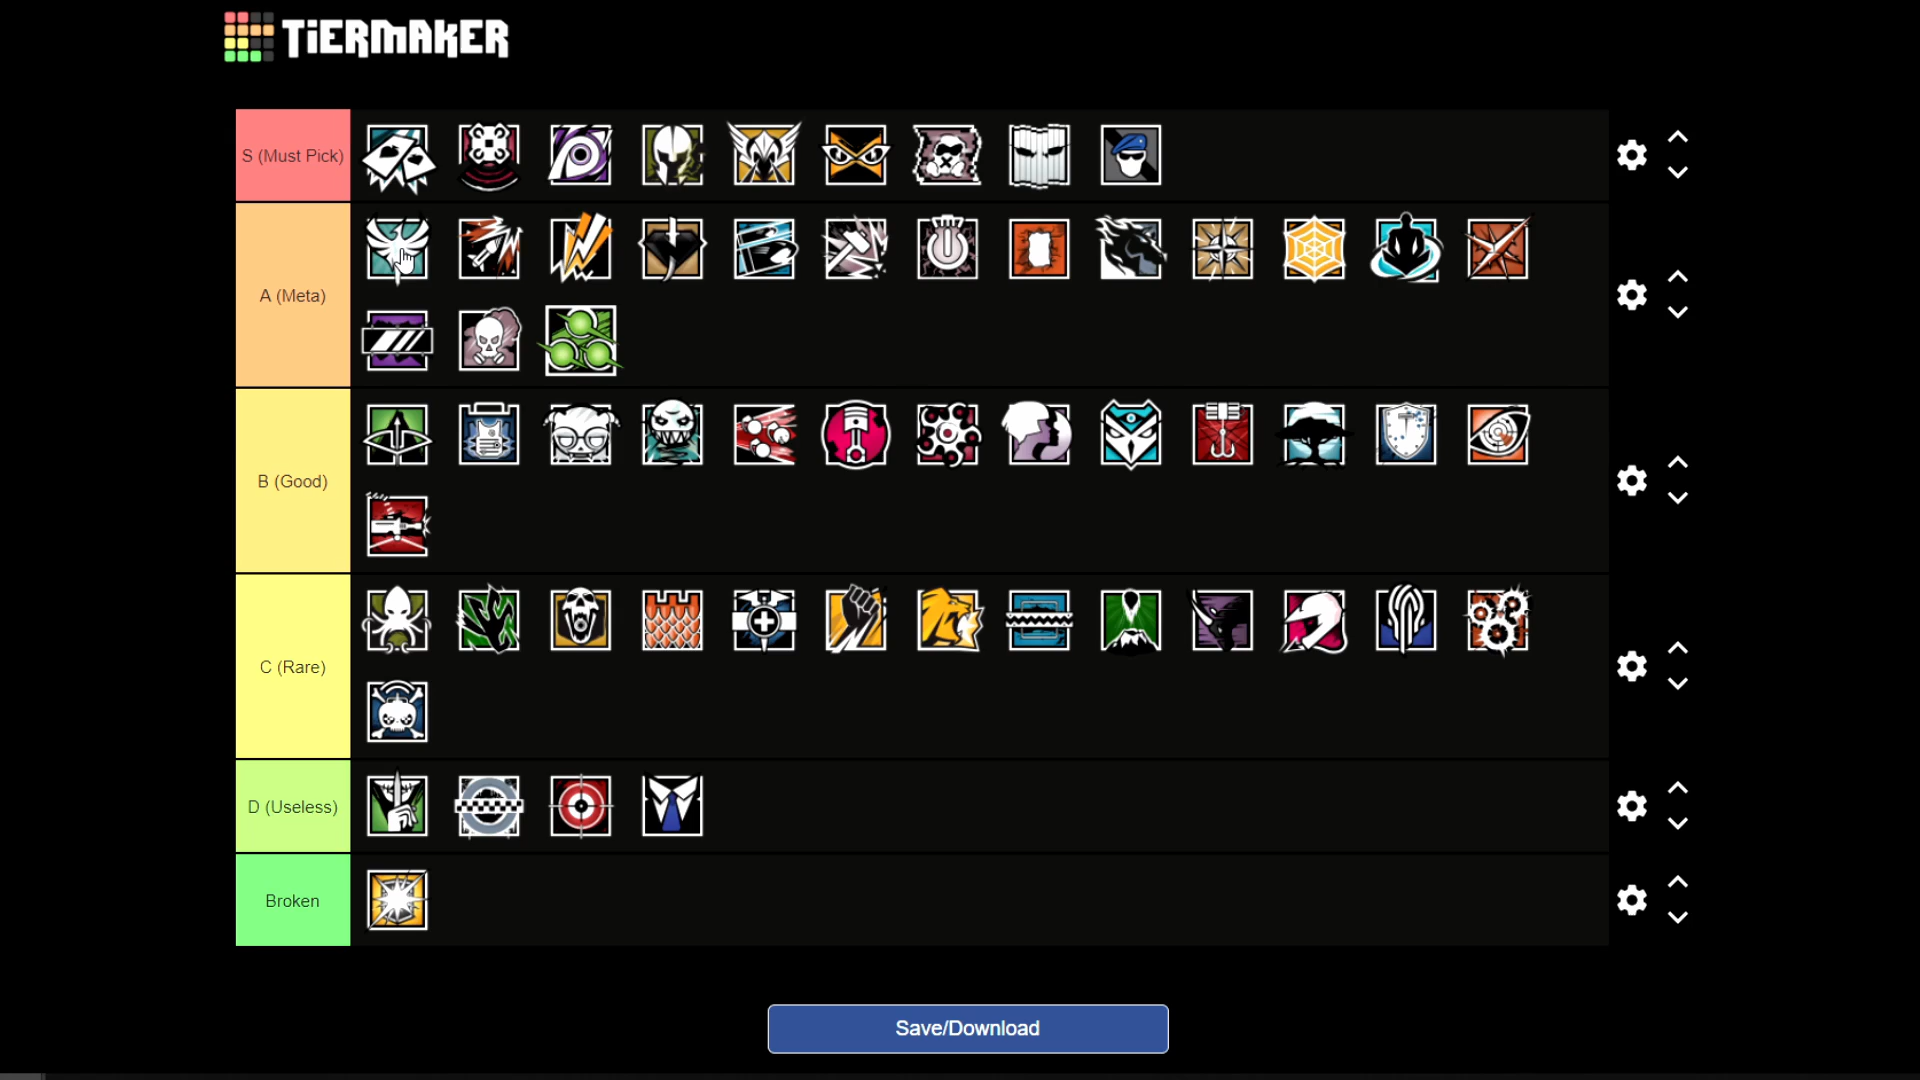 TiERMAKER
S (Must Pick)
A (Meta)
B (Good)
C (Rare)
D (Useless)
Broken
Save/Download